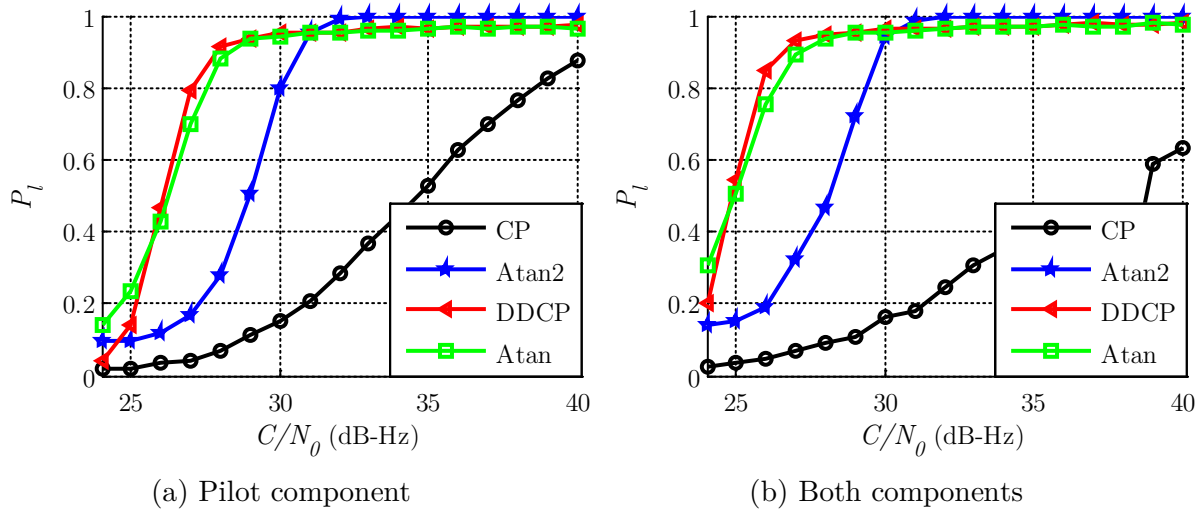 1
0.8
0.6
0.4
0.2
0
P_l
25
30
35
40
C/N_0 (dB-Hz)
CP
Atan2
DDCP
Atan
(a) Pilot component
1
0.8
0.6
0.4
0.2
0
P_l
25
30
35
40
C/N_0 (dB-Hz)
CP
Atan2
DDCP
Atan
(b) Both components